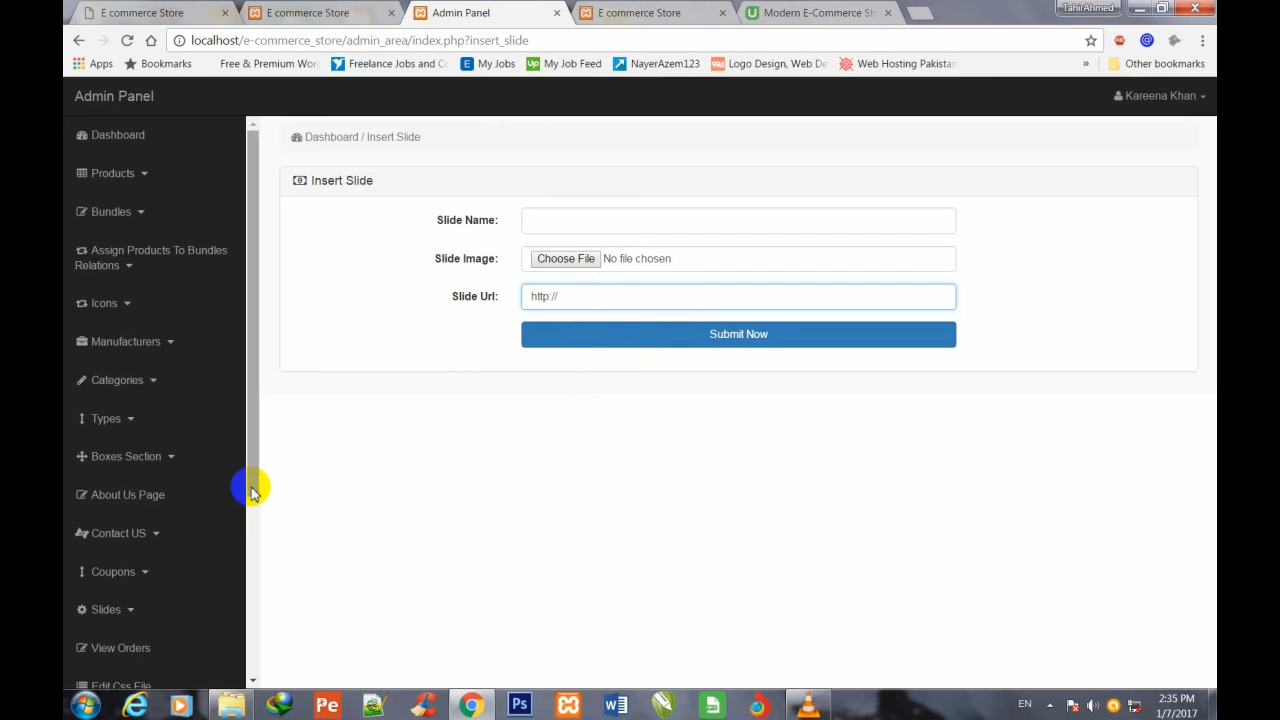 E commerce Store
E commerce Store
Admin Panel
E commerce Store
Modern E-Commerce St
TahirAhmed
localhost/e-commerce_store/admin_area/index.php?insert_slide
Apps
Bookmarks
Free & Premium Wor
Freelance Jobs and C
My Jobs
My Job Feed
NayerAzem123
Logo Design, Web De
Web Hosting Pakistan
»
Other bookmarks
Admin Panel
Kareena Khan
Dashboard
Products
Bundles
Assign Products To Bundles
Relations
Icons
Manufacturers
Categories
Types
Boxes Section
About Us Page
Contact US
Coupons
Slides
View Orders
Edit Css File
Dashboard / Insert Slide
Insert Slide
Slide Name:
Slide Image:
Choose File No file chosen
Slide Url:
http://
Submit Now
EN
2:35 PM
1/7/2017